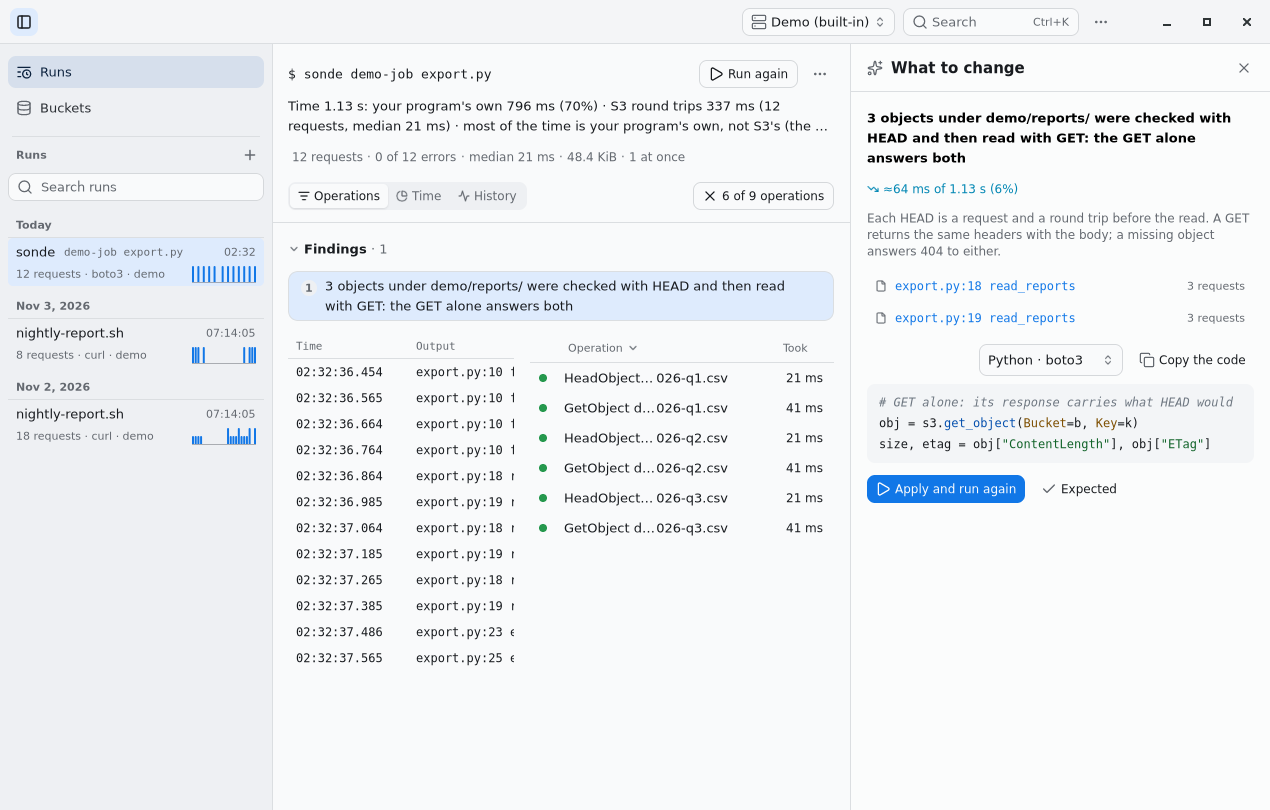 Demo (built-in)
Search Ctrl+K
Runs
Buckets
Runs
Search runs
Today
sonde demo-job export.py 02:32
12 requests · boto3 · demo
Nov 3, 2026
nightly-report.sh 07:14:05
8 requests · curl · demo
Nov 2, 2026
nightly-report.sh 07:14:05
18 requests · curl · demo
$ sonde demo-job export.py
Run again
Time 1.13 s: your program's own 796 ms (70%) · S3 round trips 337 ms (12
requests, median 21 ms) · most of the time is your program's own, not S3's (the …
12 requests · 0 of 12 errors · median 21 ms · 48.4 KiB · 1 at once
Operations Time History
6 of 9 operations
Findings · 1
1 3 objects under demo/reports/ were checked with HEAD and then read
with GET: the GET alone answers both
Time Output
02:32:36.454 export.py:10 f
02:32:36.565 export.py:10 f
02:32:36.664 export.py:10 f
02:32:36.764 export.py:10 f
02:32:36.864 export.py:18 r
02:32:36.985 export.py:19 r
02:32:37.064 export.py:18 r
02:32:37.185 export.py:19 r
02:32:37.265 export.py:18 r
02:32:37.385 export.py:19 r
02:32:37.486 export.py:23 e
02:32:37.565 export.py:25 e
Operation Took
HeadObject… 026-q1.csv 21 ms
GetObject d… 026-q1.csv 41 ms
HeadObject… 026-q2.csv 21 ms
GetObject d… 026-q2.csv 41 ms
HeadObject… 026-q3.csv 21 ms
GetObject d… 026-q3.csv 41 ms
What to change
3 objects under demo/reports/ were checked with
HEAD and then read with GET: the GET alone
answers both
≈64 ms of 1.13 s (6%)
Each HEAD is a request and a round trip before the read. A GET
returns the same headers with the body; a missing object
answers 404 to either.
export.py:18 read_reports 3 requests
export.py:19 read_reports 3 requests
Python · boto3
Copy the code
# GET alone: its response carries what HEAD would
obj = s3.get_object(Bucket=b, Key=k)
size, etag = obj["ContentLength"], obj["ETag"]
Apply and run again
Expected